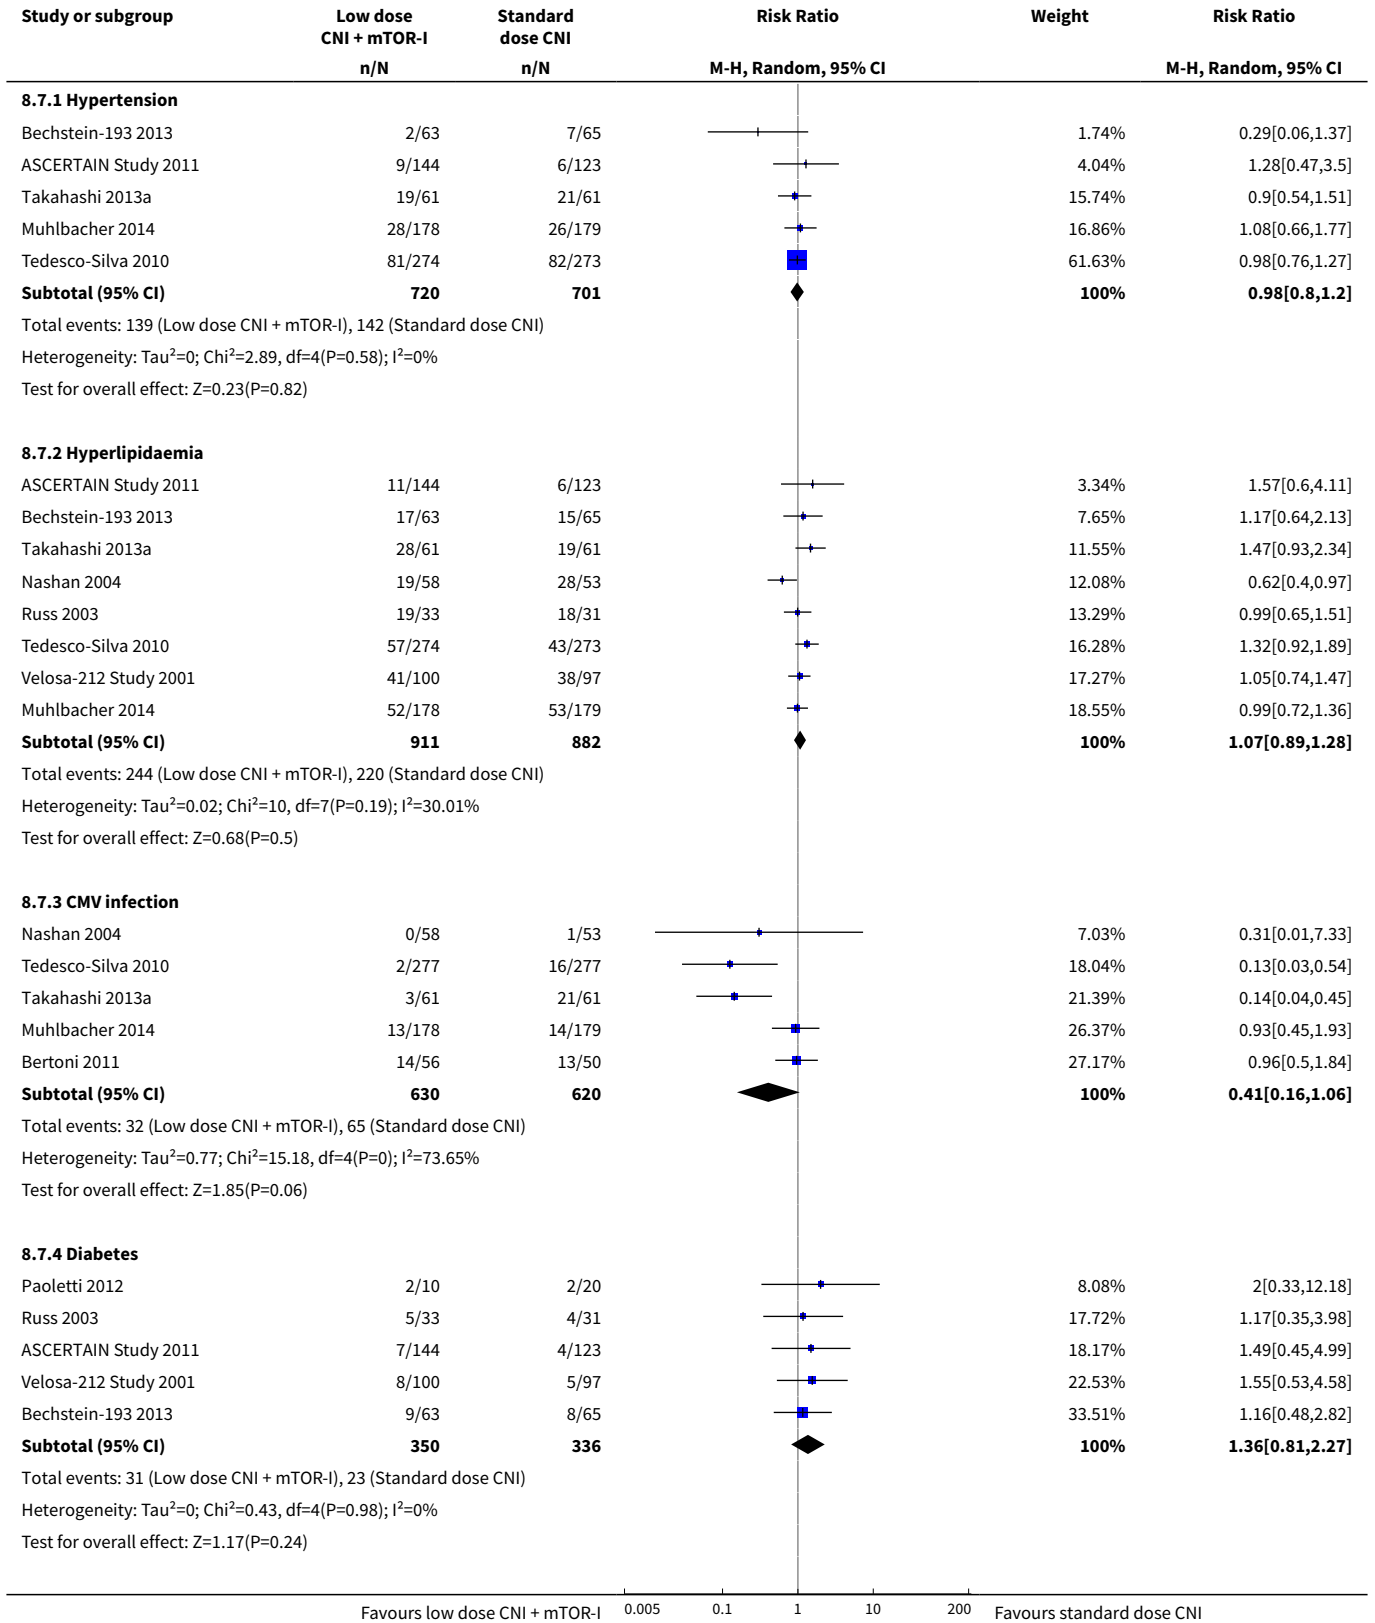 Study or subgroup Low dose CNI + mTOR-I Standard dose CNI Risk Ratio Weight Risk Ratio
n/N n/N M-H, Random, 95% CI M-H, Random, 95% CI
8.7.1 Hypertension
Bechstein-193 2013 2/63 7/65 1.74% 0.29[0.06,1.37]
ASCERTAIN Study 2011 9/144 6/123 4.04% 1.28[0.47,3.5]
Takahashi 2013a 19/61 21/61 15.74% 0.9[0.54,1.51]
Muhlbacher 2014 28/178 26/179 16.86% 1.08[0.66,1.77]
Tedesco-Silva 2010 81/274 82/273 61.63% 0.98[0.76,1.27]
Subtotal (95% CI) 720 701 100% 0.98[0.8,1.2]
Total events: 139 (Low dose CNI + mTOR-I), 142 (Standard dose CNI)
Heterogeneity: Tau²=0; Chi²=2.89, df=4(P=0.58); I²=0%
Test for overall effect: Z=0.23(P=0.82)
8.7.2 Hyperlipidaemia
ASCERTAIN Study 2011 11/144 6/123 3.34% 1.57[0.6,4.11]
Bechstein-193 2013 17/63 15/65 7.65% 1.17[0.64,2.13]
Takahashi 2013a 28/61 19/61 11.55% 1.47[0.93,2.34]
Nashan 2004 19/58 28/53 12.08% 0.62[0.4,0.97]
Russ 2003 19/33 18/31 13.29% 0.99[0.65,1.51]
Tedesco-Silva 2010 57/274 43/273 16.28% 1.32[0.92,1.89]
Velosa-212 Study 2001 41/100 38/97 17.27% 1.05[0.74,1.47]
Muhlbacher 2014 52/178 53/179 18.55% 0.99[0.72,1.36]
Subtotal (95% CI) 911 882 100% 1.07[0.89,1.28]
Total events: 244 (Low dose CNI + mTOR-I), 220 (Standard dose CNI)
Heterogeneity: Tau²=0.02; Chi²=10, df=7(P=0.19); I²=30.01%
Test for overall effect: Z=0.68(P=0.5)
8.7.3 CMV infection
Nashan 2004 0/58 1/53 7.03% 0.31[0.01,7.33]
Tedesco-Silva 2010 2/277 16/277 18.04% 0.13[0.03,0.54]
Takahashi 2013a 3/61 21/61 21.39% 0.14[0.04,0.45]
Muhlbacher 2014 13/178 14/179 26.37% 0.93[0.45,1.93]
Bertoni 2011 14/56 13/50 27.17% 0.96[0.5,1.84]
Subtotal (95% CI) 630 620 100% 0.41[0.16,1.06]
Total events: 32 (Low dose CNI + mTOR-I), 65 (Standard dose CNI)
Heterogeneity: Tau²=0.77; Chi²=15.18, df=4(P=0); I²=73.65%
Test for overall effect: Z=1.85(P=0.06)
8.7.4 Diabetes
Paoletti 2012 2/10 2/20 8.08% 2[0.33,12.18]
Russ 2003 5/33 4/31 17.72% 1.17[0.35,3.98]
ASCERTAIN Study 2011 7/144 4/123 18.17% 1.49[0.45,4.99]
Velosa-212 Study 2001 8/100 5/97 22.53% 1.55[0.53,4.58]
Bechstein-193 2013 9/63 8/65 33.51% 1.16[0.48,2.82]
Subtotal (95% CI) 350 336 100% 1.36[0.81,2.27]
Total events: 31 (Low dose CNI + mTOR-I), 23 (Standard dose CNI)
Heterogeneity: Tau²=0; Chi²=0.43, df=4(P=0.98); I²=0%
Test for overall effect: Z=1.17(P=0.24)
Favours low dose CNI + mTOR-I 0.005 0.1 1 10 200 Favours standard dose CNI